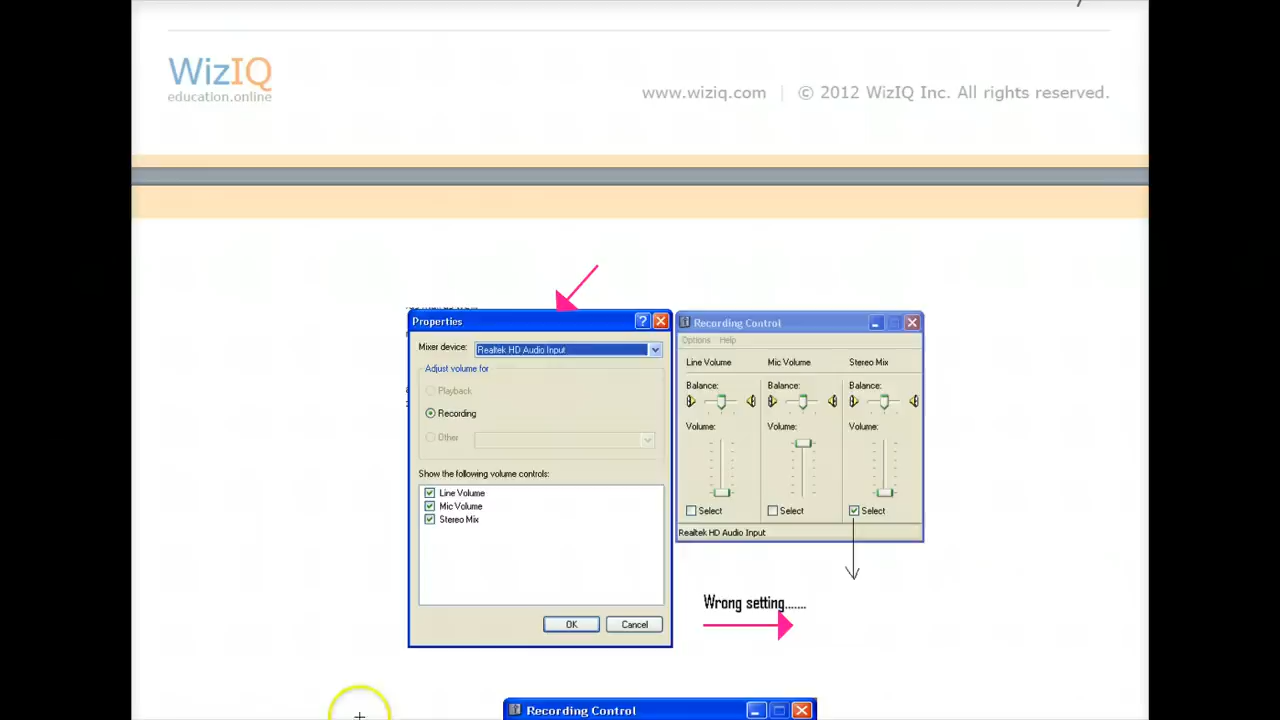 WizIQ
education.online
www.wiziq.com | © 2012 WizIQ Inc. All rights reserved.
Properties
Mixer device: Realtek HD Audio Input
Adjust volume for
Playback
Recording
Other
Show the following volume controls:
Line Volume
Mic Volume
Stereo Mix
OK Cancel
Recording Control
Options Help
Line Volume Mic Volume Stereo Mix
Balance: Balance: Balance:
Volume: Volume: Volume:
Select Select Select
Realtek HD Audio Input
Wrong setting.......
Recording Control